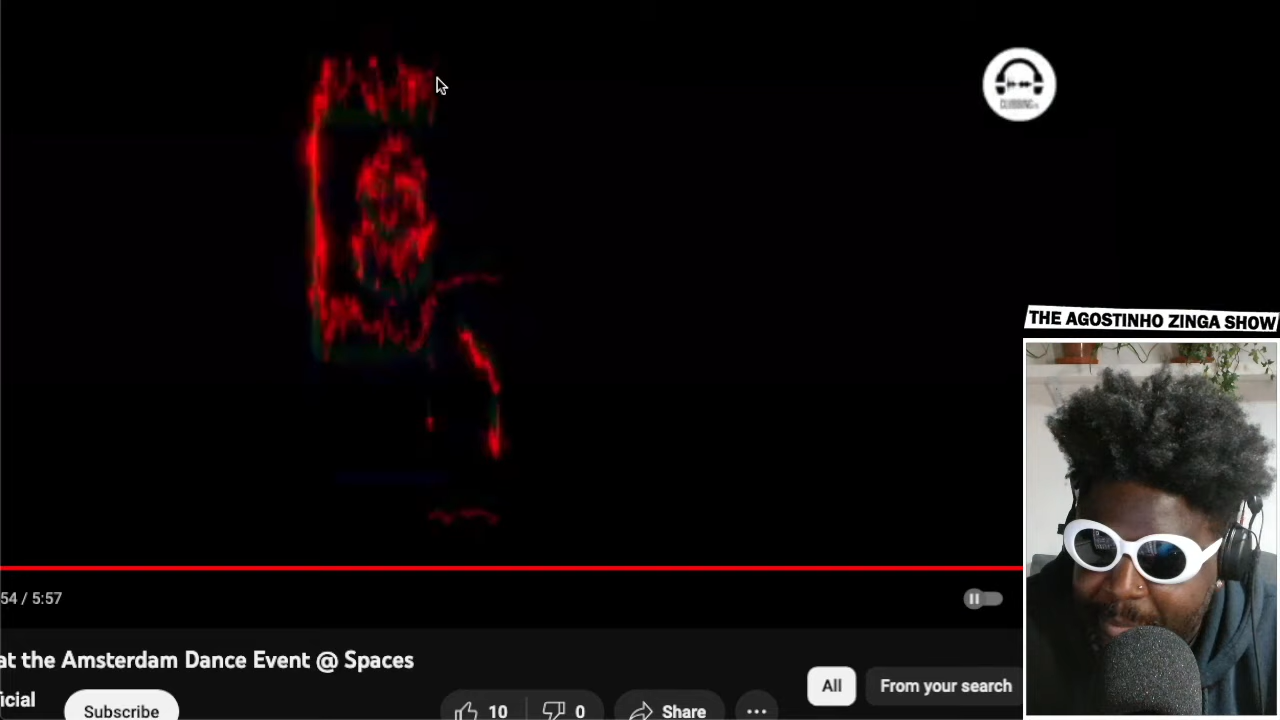 CLUBBING
THE AGOSTINHO ZINGA SHOW
54 / 5:57
at the Amsterdam Dance Event @ Spaces
icial
Subscribe
10
0
Share
All
From your search